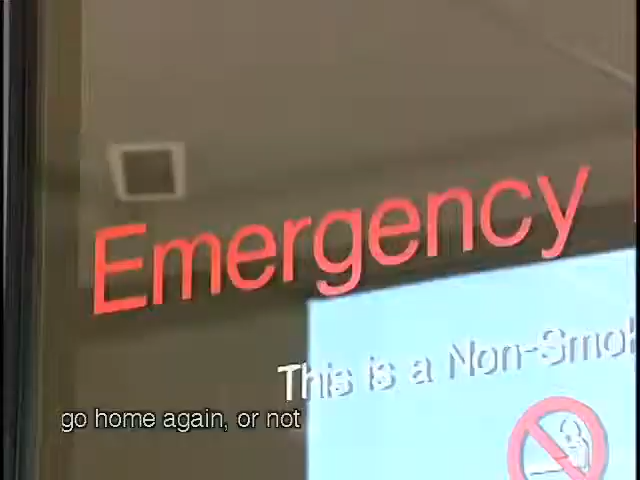 Emergency
This is a Non-Smo
go home again, or not